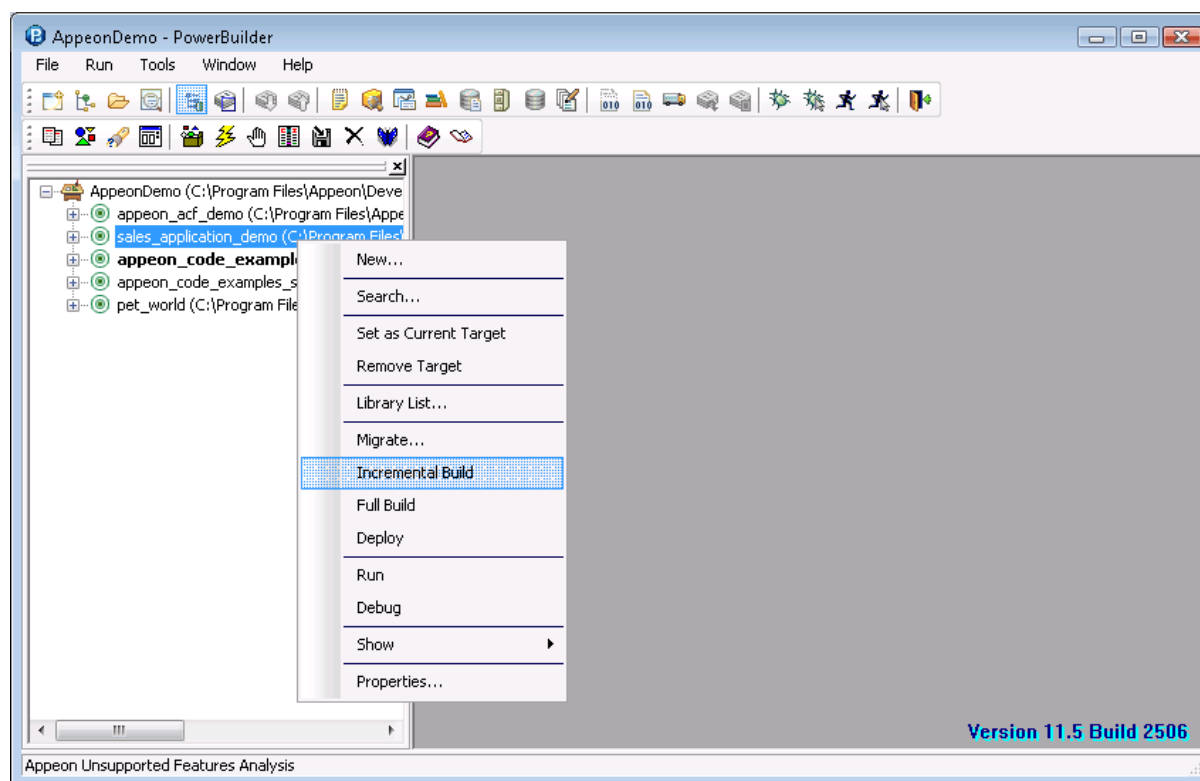 AppeonDemo - PowerBuilder
File Run Tools Window Help
AppeonDemo (C:\Program Files\Appeon\Deve
appeon_acf_demo (C:\Program Files\Appe
sales_application_demo (C:\Program Files\
appeon_code_exampl
appeon_code_examples_s
pet_world (C:\Program File
New...
Search...
Set as Current Target
Remove Target
Library List...
Migrate...
Incremental Build
Full Build
Deploy
Run
Debug
Show
Properties...
Version 11.5 Build 2506
Appeon Unsupported Features Analysis